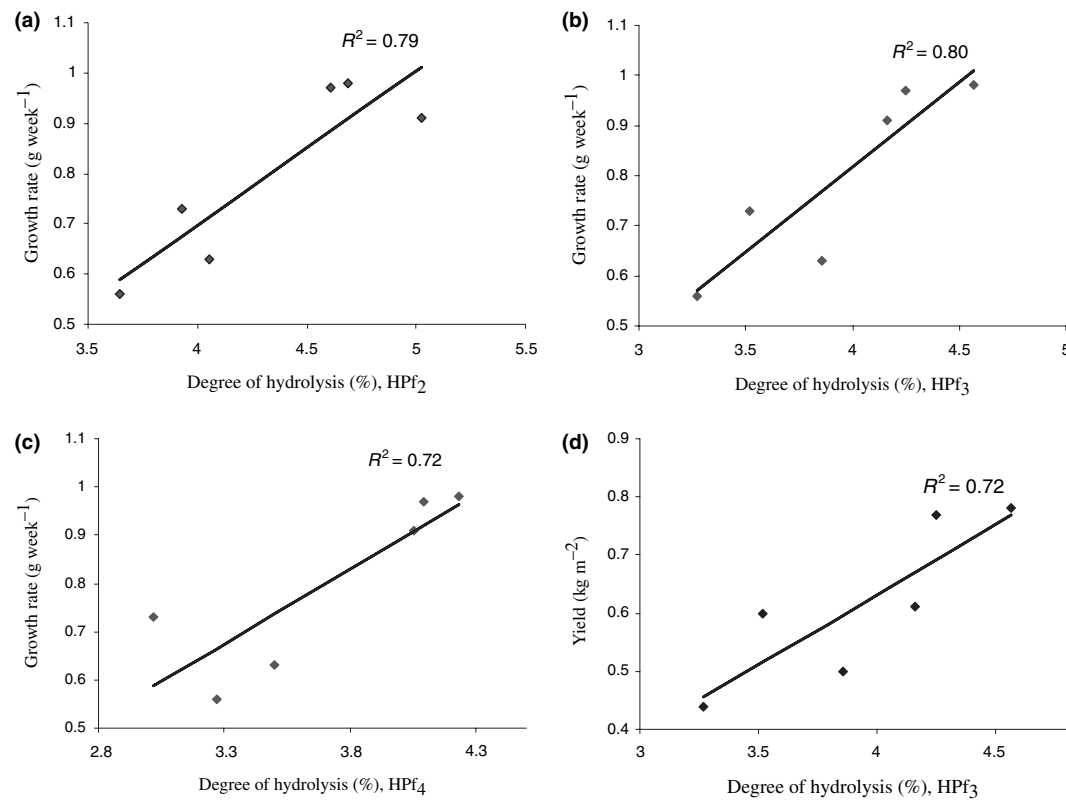 (a)
R² = 0.79
Growth rate (g week⁻¹)
1.1
1
0.9
0.8
0.7
0.6
0.5
3.5
4
4.5
5
5.5
Degree of hydrolysis (%), HPf₂
(b)
R² = 0.80
Growth rate (g week⁻¹)
1.1
1
0.9
0.8
0.7
0.6
0.5
3
3.5
4
4.5
5
Degree of hydrolysis (%), HPf₃
(c)
R² = 0.72
Growth rate (g week⁻¹)
1.1
1
0.9
0.8
0.7
0.6
0.5
2.8
3.3
3.8
4.3
Degree of hydrolysis (%), HPf₄
(d)
R² = 0.72
Yield (kg m⁻²)
0.9
0.8
0.7
0.6
0.5
0.4
3
3.5
4
4.5
Degree of hydrolysis (%), HPf₃